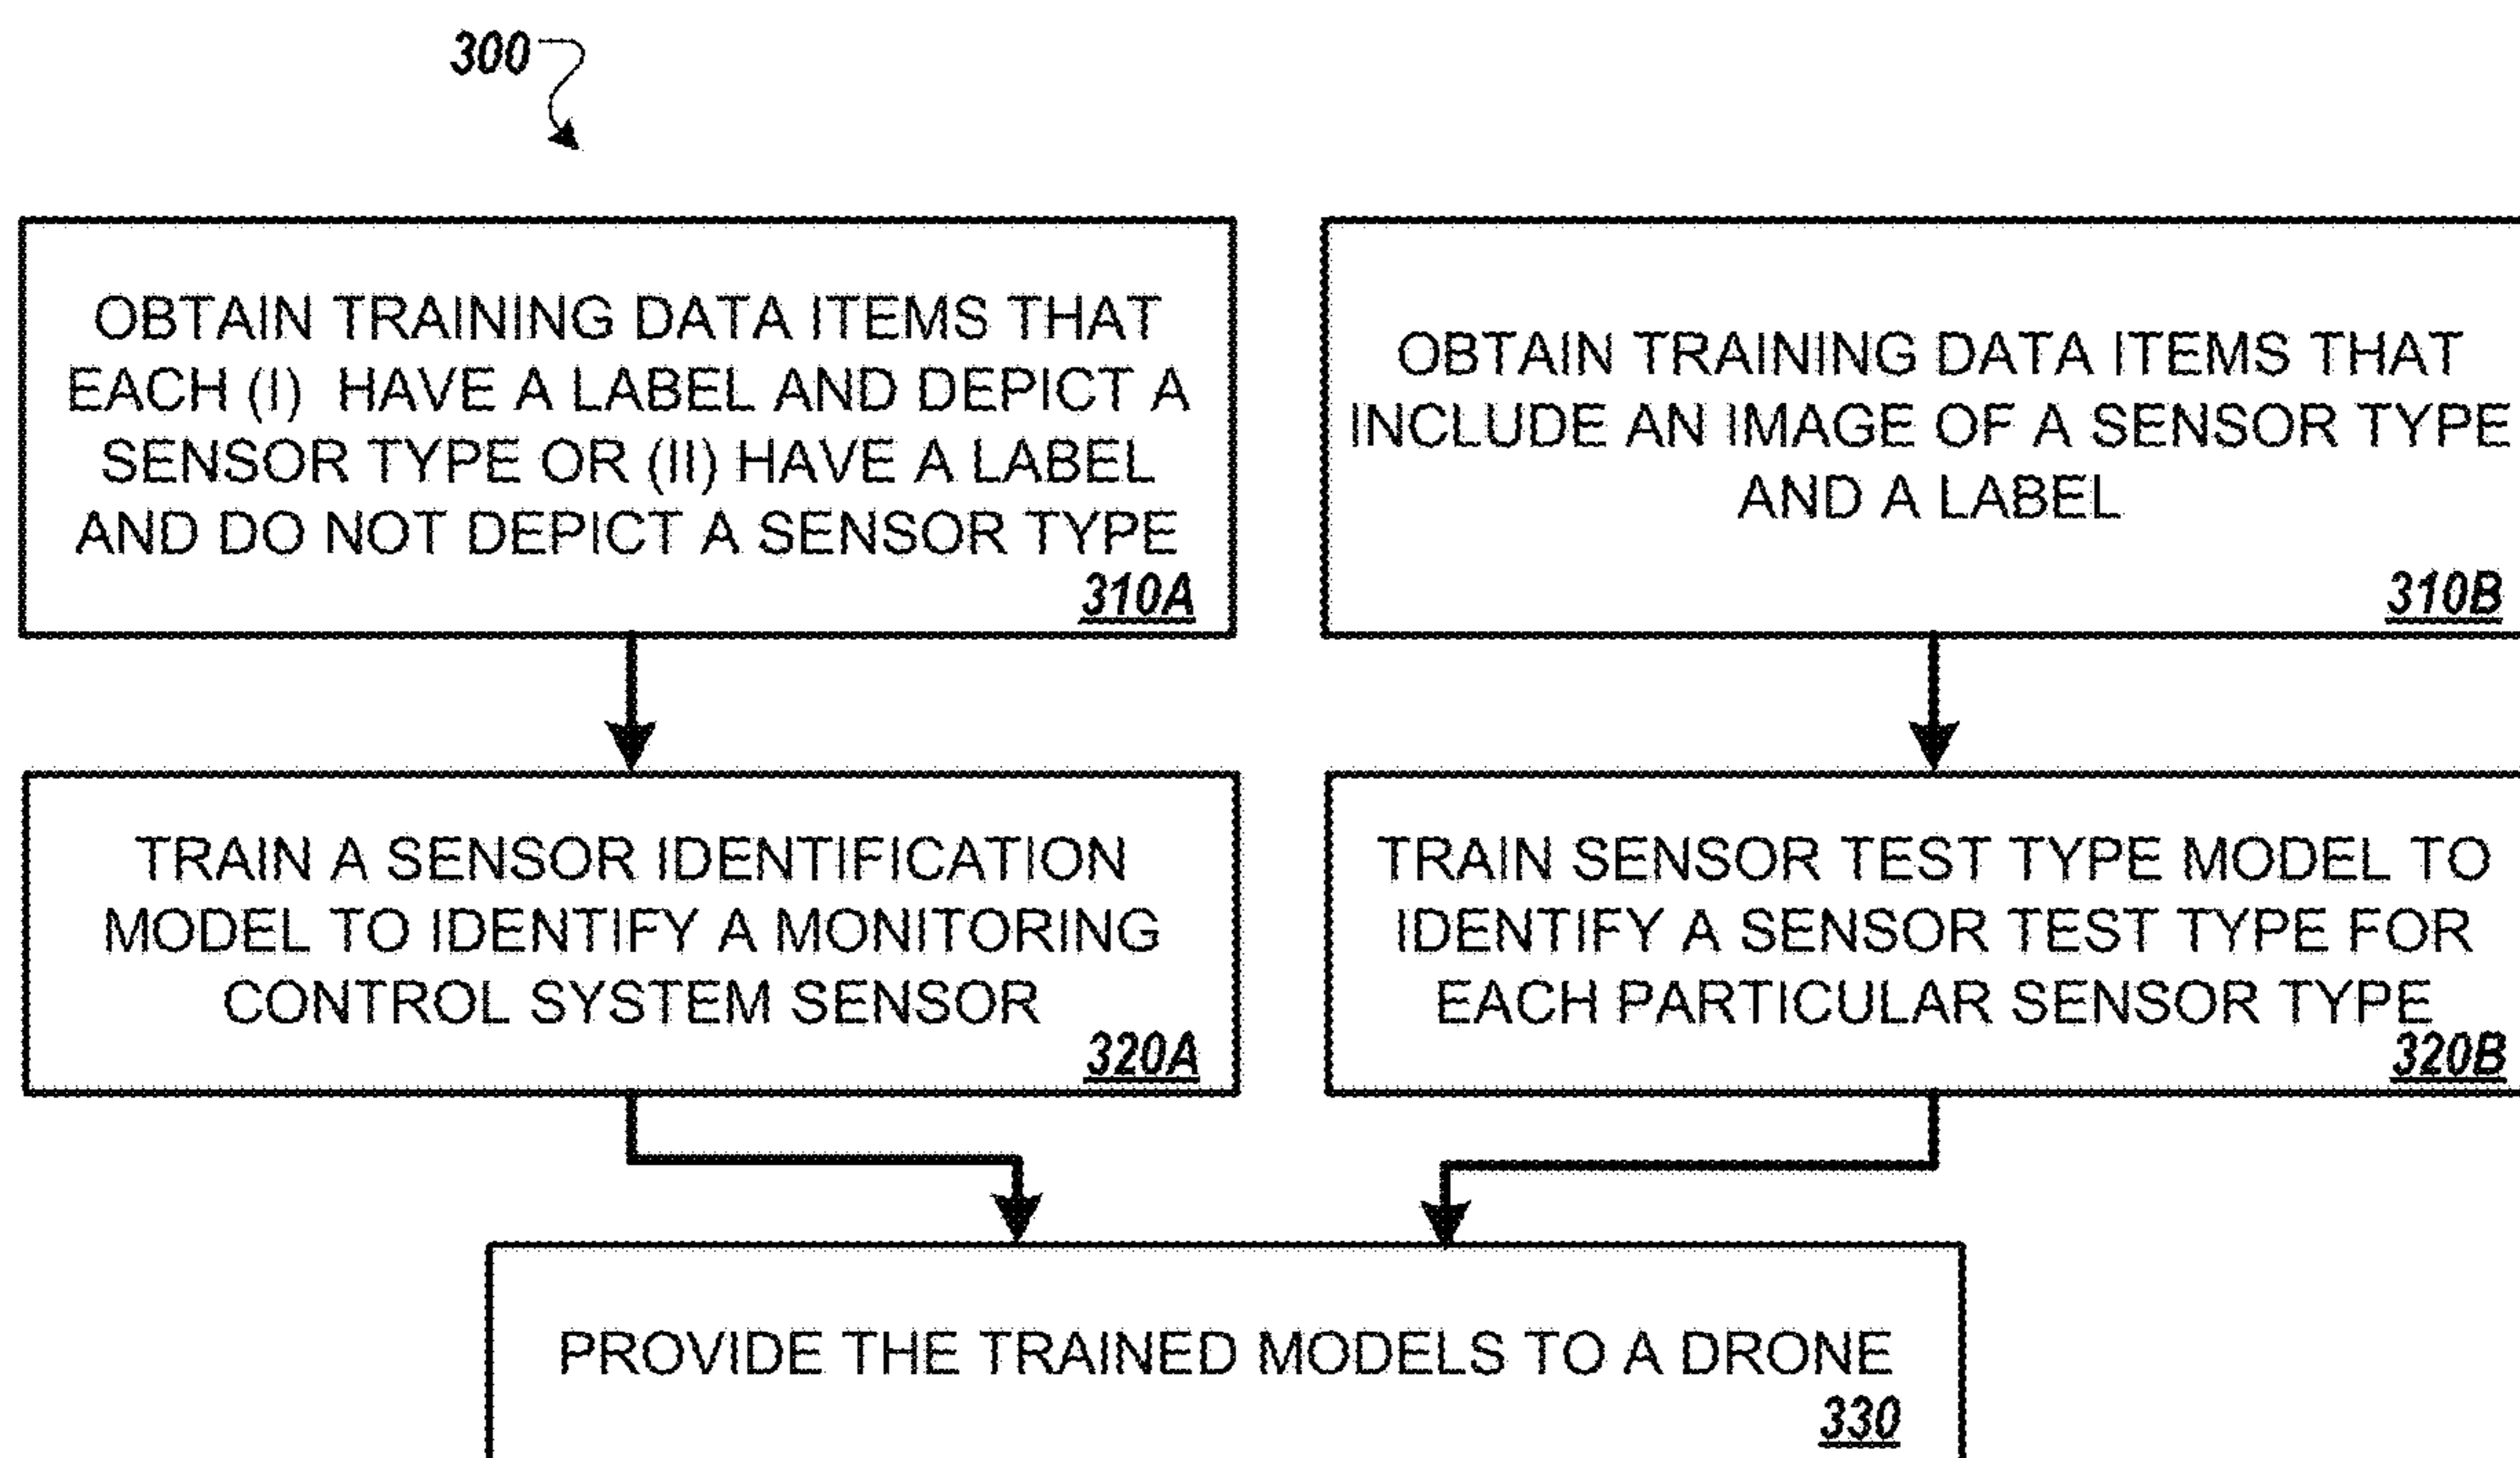 300
OBTAIN TRAINING DATA ITEMS THAT
EACH (I) HAVE A LABEL AND DEPICT A
SENSOR TYPE OR (II) HAVE A LABEL
AND DO NOT DEPICT A SENSOR TYPE
310A
OBTAIN TRAINING DATA ITEMS THAT
INCLUDE AN IMAGE OF A SENSOR TYPE
AND A LABEL
310B
TRAIN A SENSOR IDENTIFICATION
MODEL TO IDENTIFY A MONITORING
CONTROL SYSTEM SENSOR
320A
TRAIN SENSOR TEST TYPE MODEL TO
IDENTIFY A SENSOR TEST TYPE FOR
EACH PARTICULAR SENSOR TYPE
320B
PROVIDE THE TRAINED MODELS TO A DRONE
330